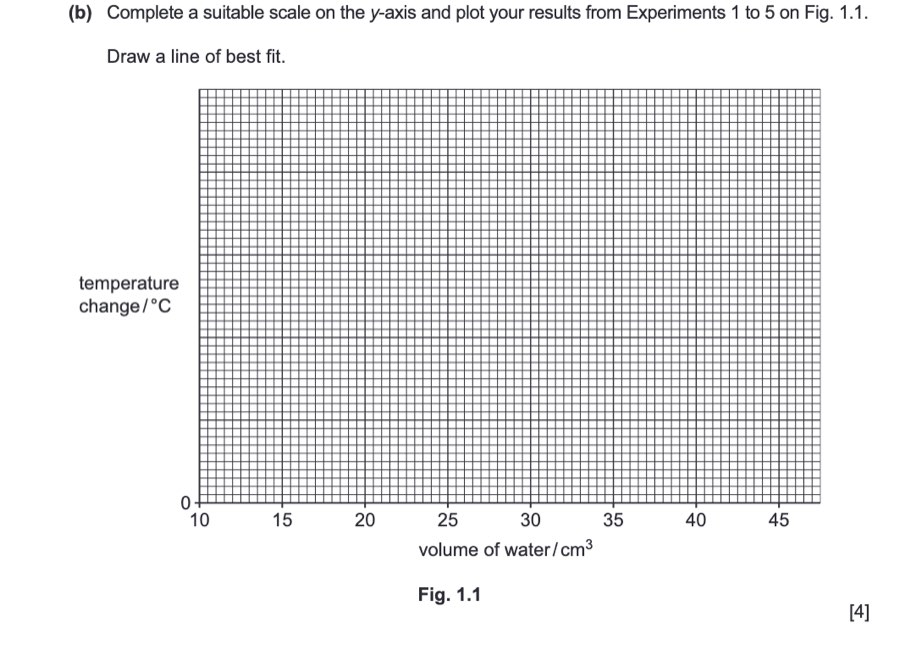 (b) Complete a suitable scale on the y-axis and plot your results from Experiments 1 to 5 on Fig. 1.1.
Draw a line of best fit.
temperature
change / °C
0
10 15 20 25 30 35 40 45
volume of water / cm³
Fig. 1.1
[4]